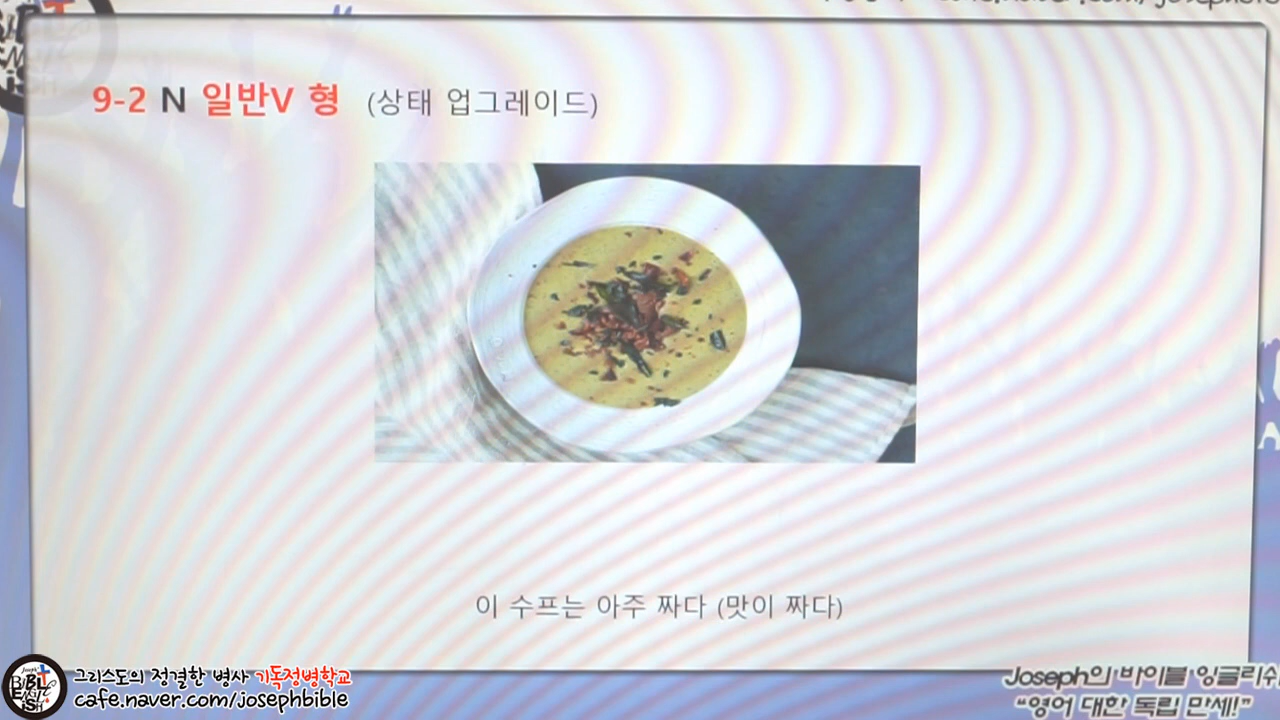 9-2 N 일반V 형 (상태 업그레이드)
이 수프는 아주 짜다 (맛이 짜다)
그리스도의 정결한 병사 기독정병학교
cafe.naver.com/josephbible
Joseph의 바이블 잉글리쉬
“영어 대한 독립 만세!”